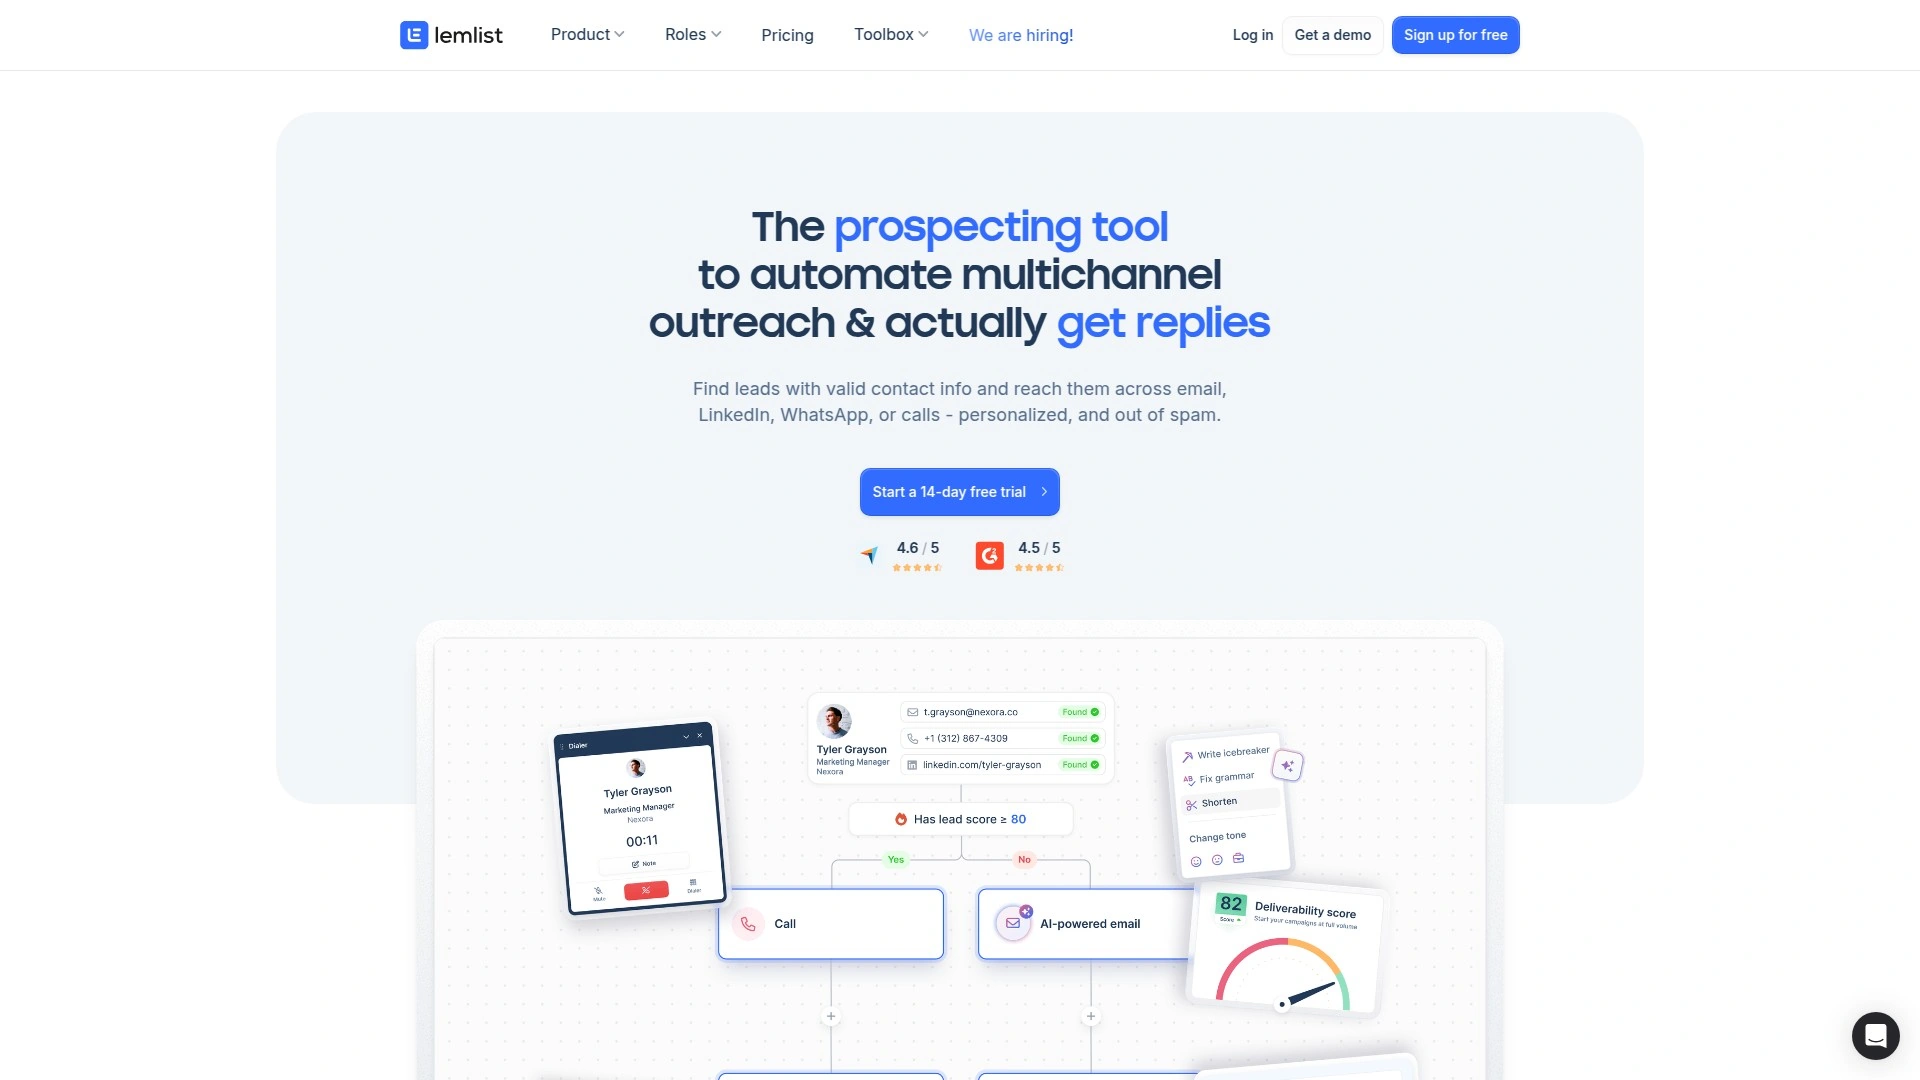 lemlist
Product
Roles
Pricing
Toolbox
We are hiring!
Log in
Get a demo
Sign up for free
The prospecting tool
to automate multichannel
outreach & actually get replies
Find leads with valid contact info and reach them across email,
LinkedIn, WhatsApp, or calls - personalized, and out of spam.
Start a 14-day free trial
4.6 / 5
4.5 / 5
Dialer
Tyler Grayson
Marketing Manager
Nexora
00:11
Note
Mute
Dialer
Tyler Grayson
Marketing Manager
Nexora
t.grayson@nexora.co Found
+1 (312) 867-4309 Found
linkedin.com/tyler-grayson Found
Has lead score ≥ 80
Yes
No
Call
AI-powered email
Write icebreaker
Fix grammar
Shorten
Change tone
82
Score
Deliverability score
Start your campaigns at full volume